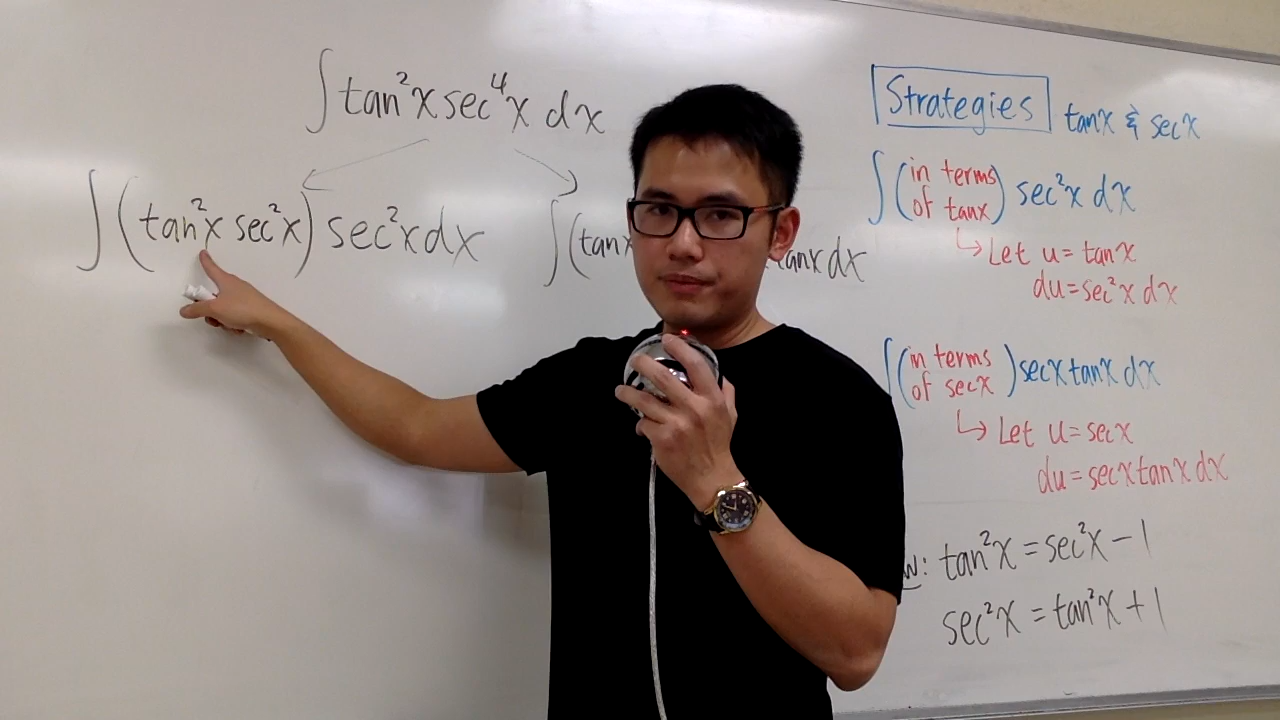 ∫ tan²x sec⁴x dx
∫ (tan²x sec²x) sec²x dx
∫ (tanx tanx dx
Strategies tanx & secx
∫ (in terms of tanx) sec²x dx
↳ Let u = tanx
du = sec²x dx
∫ (in terms of secx) secx tanx dx
↳ Let u = secx
du = secx tanx dx
w: tan²x = sec²x − 1
sec²x = tan²x + 1